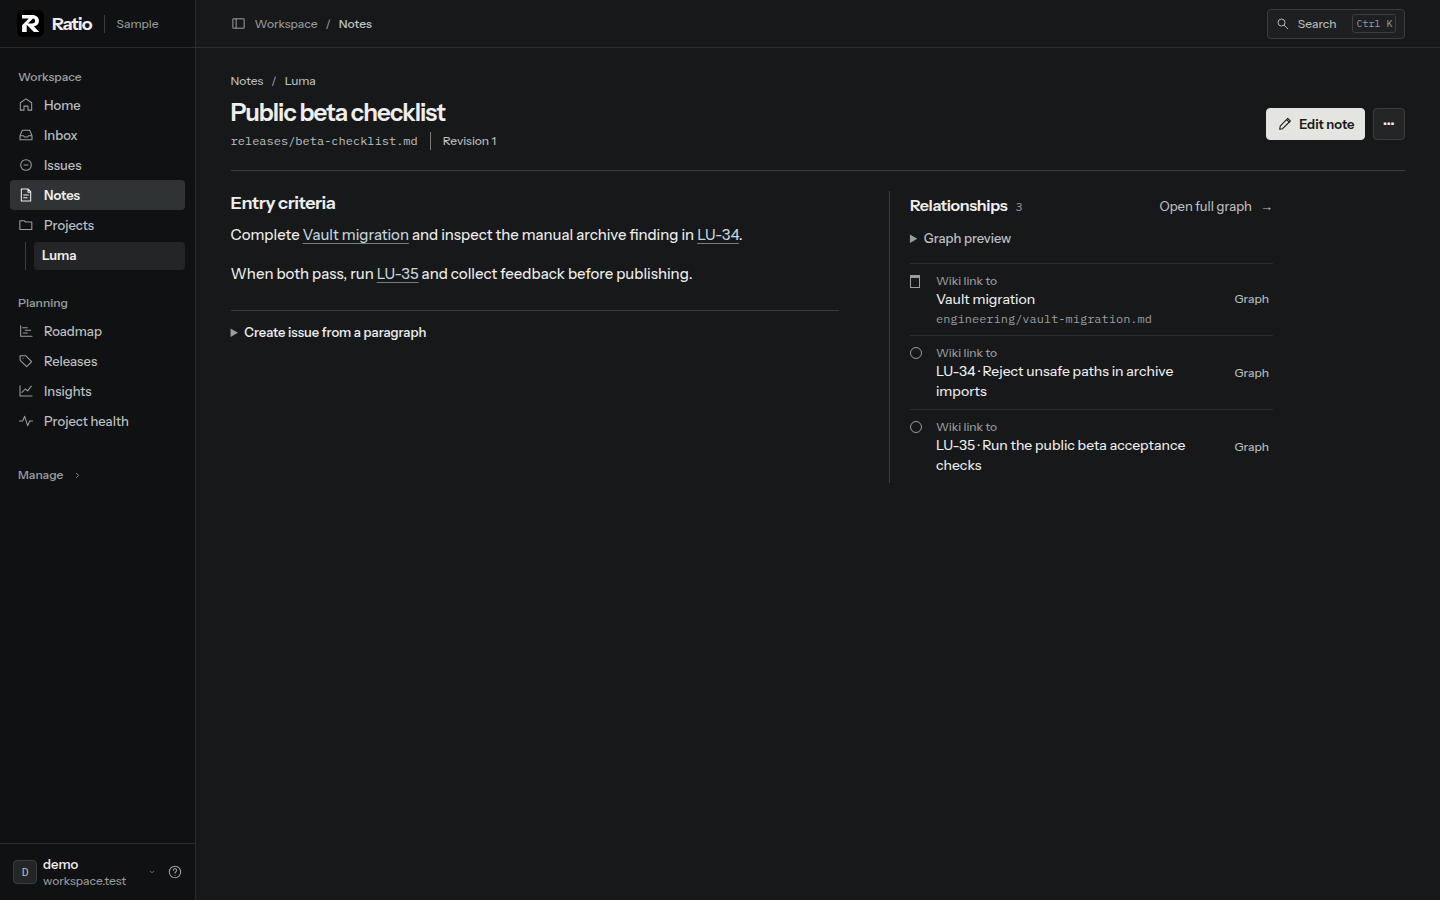 Ratio
Sample
Workspace / Notes
Search
Ctrl K
Workspace
Home
Inbox
Issues
Notes
Projects
Luma
Planning
Roadmap
Releases
Insights
Project health
Manage
demo
D
workspace.test
Notes / Luma
Public beta checklist
releases/beta-checklist.md
Revision 1
Edit note
Entry criteria
Complete Vault migration and inspect the manual archive finding in LU-34.
When both pass, run LU-35 and collect feedback before publishing.
Create issue from a paragraph
Relationships 3
Open full graph →
Graph preview
Wiki link to
Vault migration
engineering/vault-migration.md
Graph
Wiki link to
LU-34 · Reject unsafe paths in archive
imports
Graph
Wiki link to
LU-35 · Run the public beta acceptance
checks
Graph